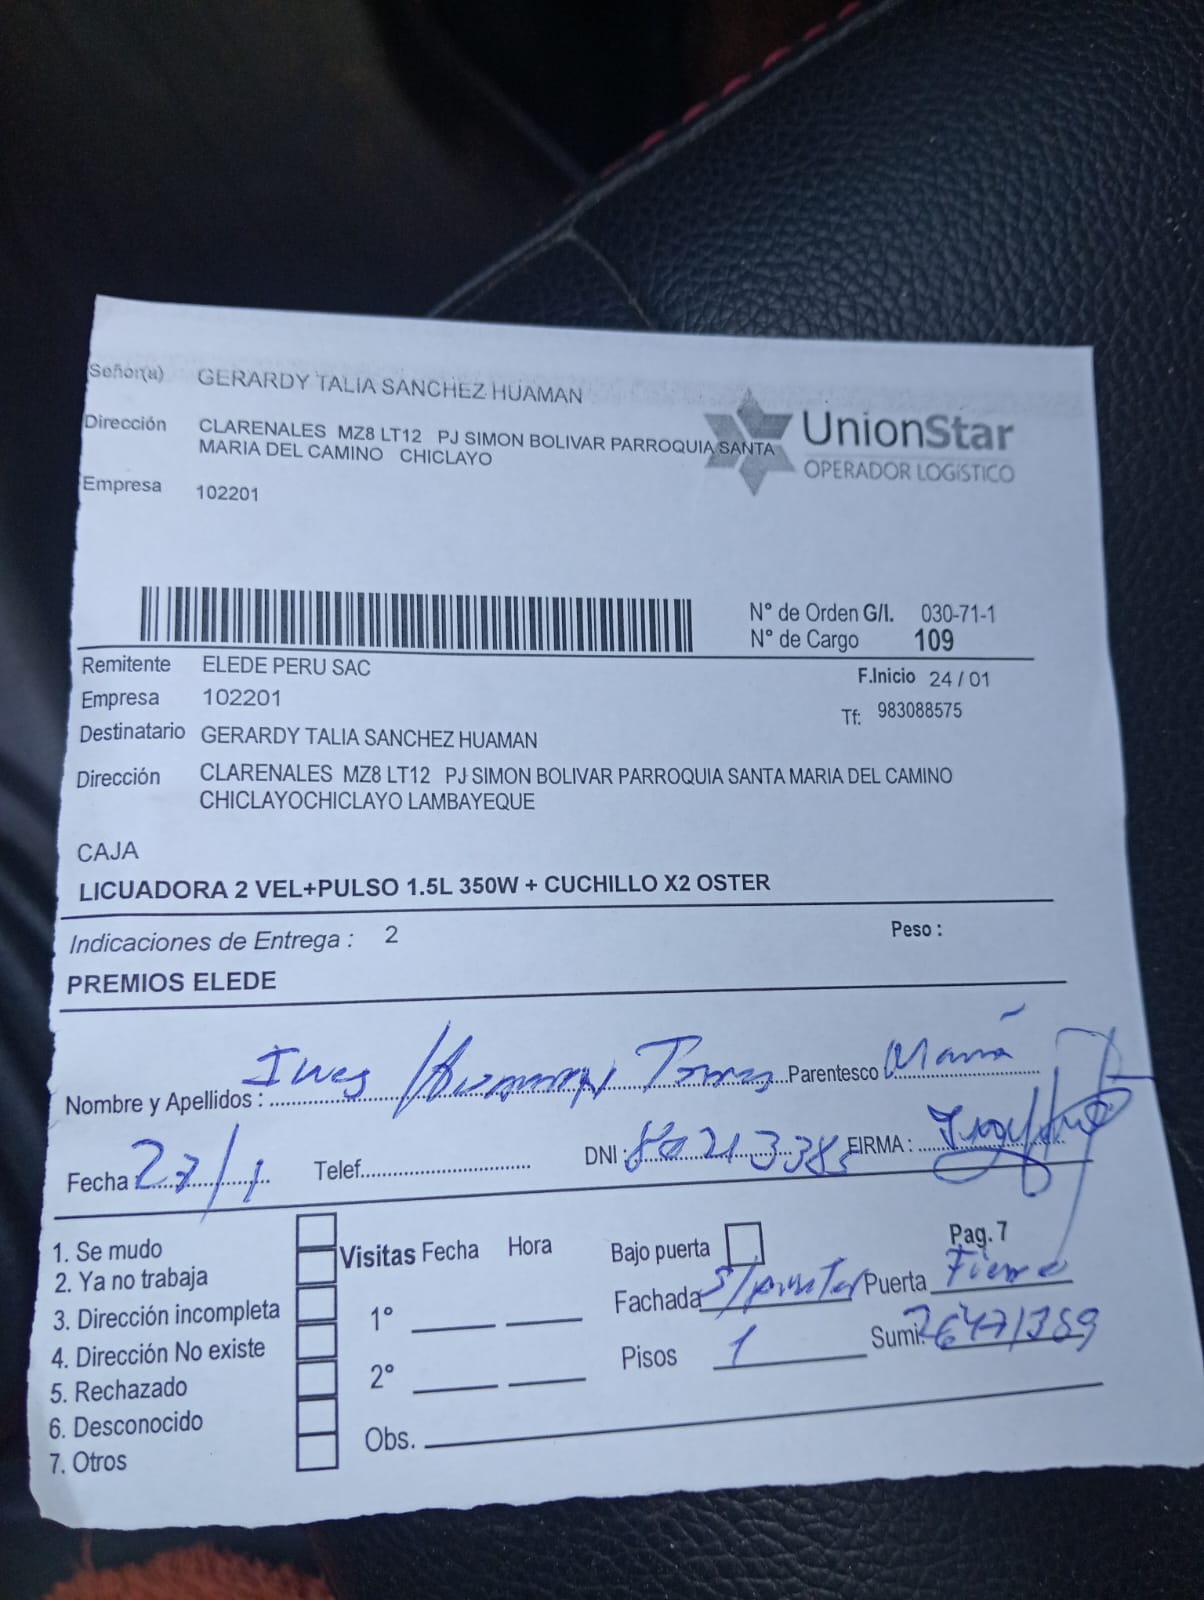 Señor(a) GERARDY TALIA SANCHEZ HUAMAN
Dirección CLARENALES MZ8 LT12 PJ SIMON BOLIVAR PARROQUIA SANTA
MARIA DEL CAMINO CHICLAYO
UnionStar
OPERADOR LOGíSTICO
Empresa 102201
N° de Orden G/I. 030-71-1
N° de Cargo 109
Remitente ELEDE PERU SAC
F.Inicio 24 / 01
Empresa 102201
Tf: 983088575
Destinatario GERARDY TALIA SANCHEZ HUAMAN
Dirección CLARENALES MZ8 LT12 PJ SIMON BOLIVAR PARROQUIA SANTA MARIA DEL CAMINO
CHICLAYOCHICLAYO LAMBAYEQUE
CAJA
LICUADORA 2 VEL+PULSO 1.5L 350W + CUCHILLO X2 OSTER
Indicaciones de Entrega : 2 Peso :
PREMIOS ELEDE
Nombre y Apellidos : Ines Huaman Parentesco Mamá
Fecha 27/1 Telef. DNI : FIRMA :
1. Se mudo
2. Ya no trabaja
3. Dirección incompleta
4. Dirección No existe
5. Rechazado
6. Desconocido
7. Otros
Visitas Fecha Hora
1°
2°
Obs.
Bajo puerta Pag. 7
Fachada Puerta Fierro
Pisos 1 Sumi: